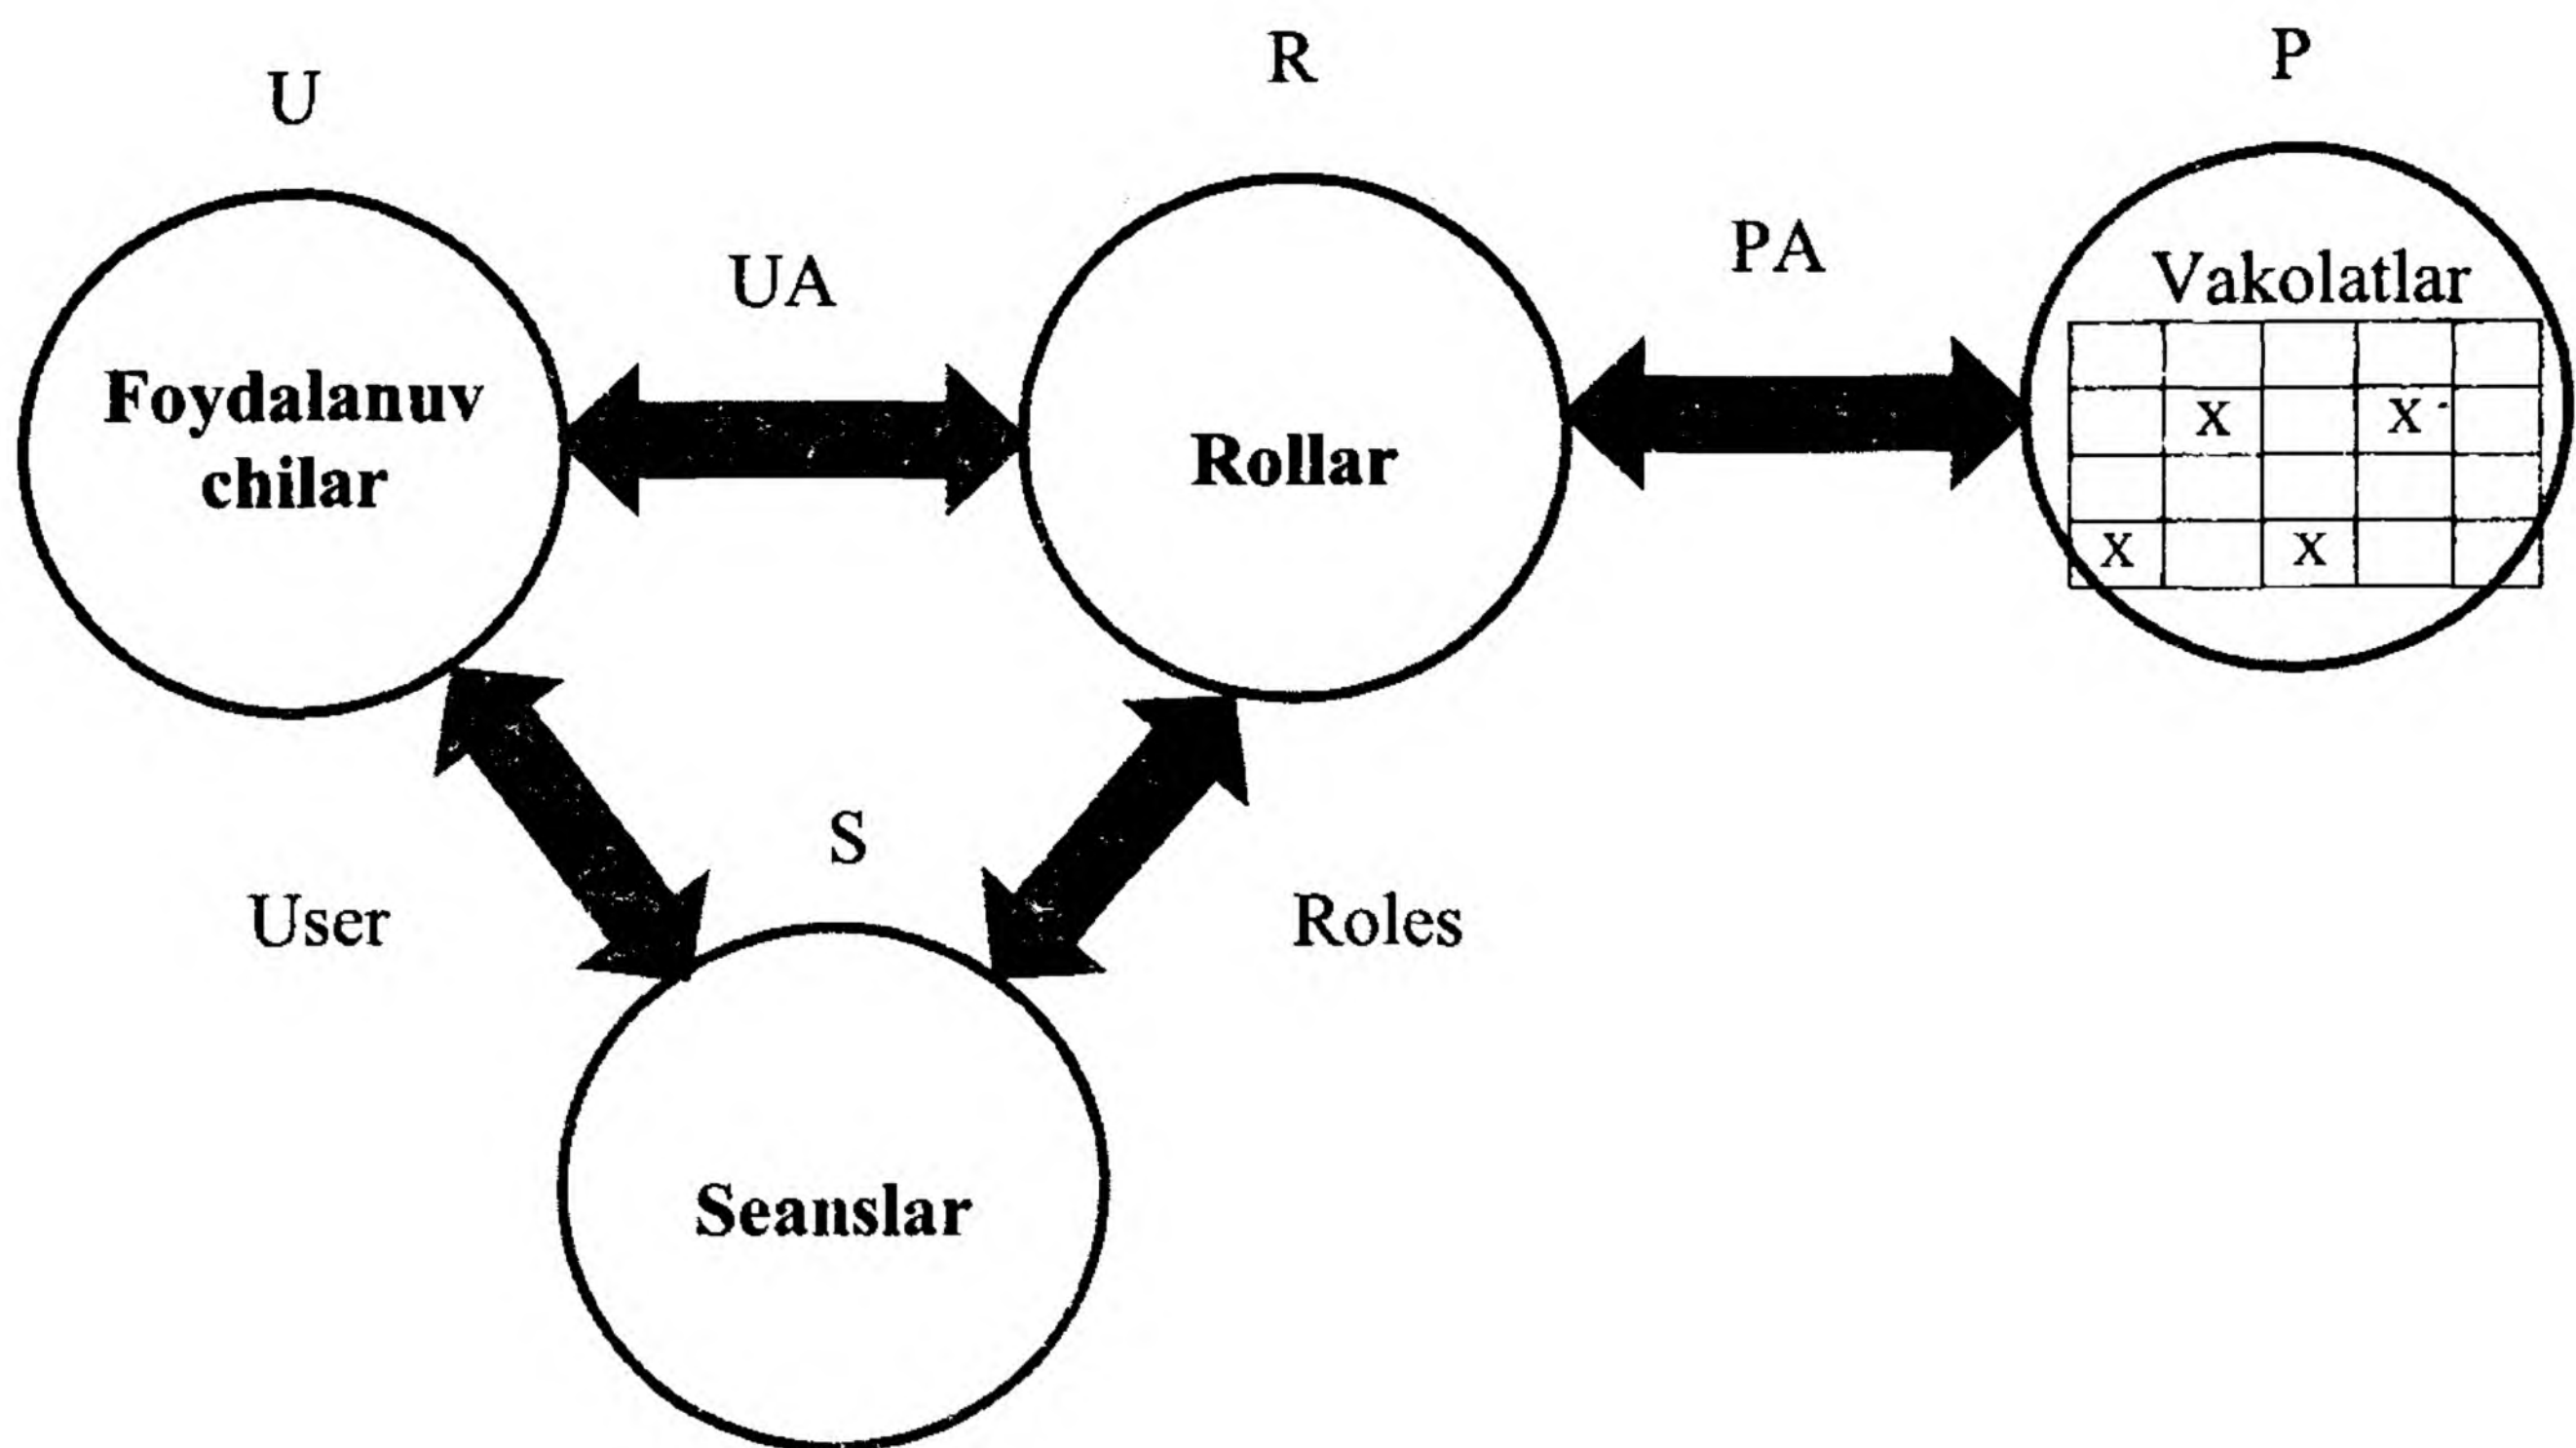 U
R
P
UA
PA
Vakolatlar
Foydalanuv
chilar
Rollar
X
X
X
X
S
User
Roles
Seanslar